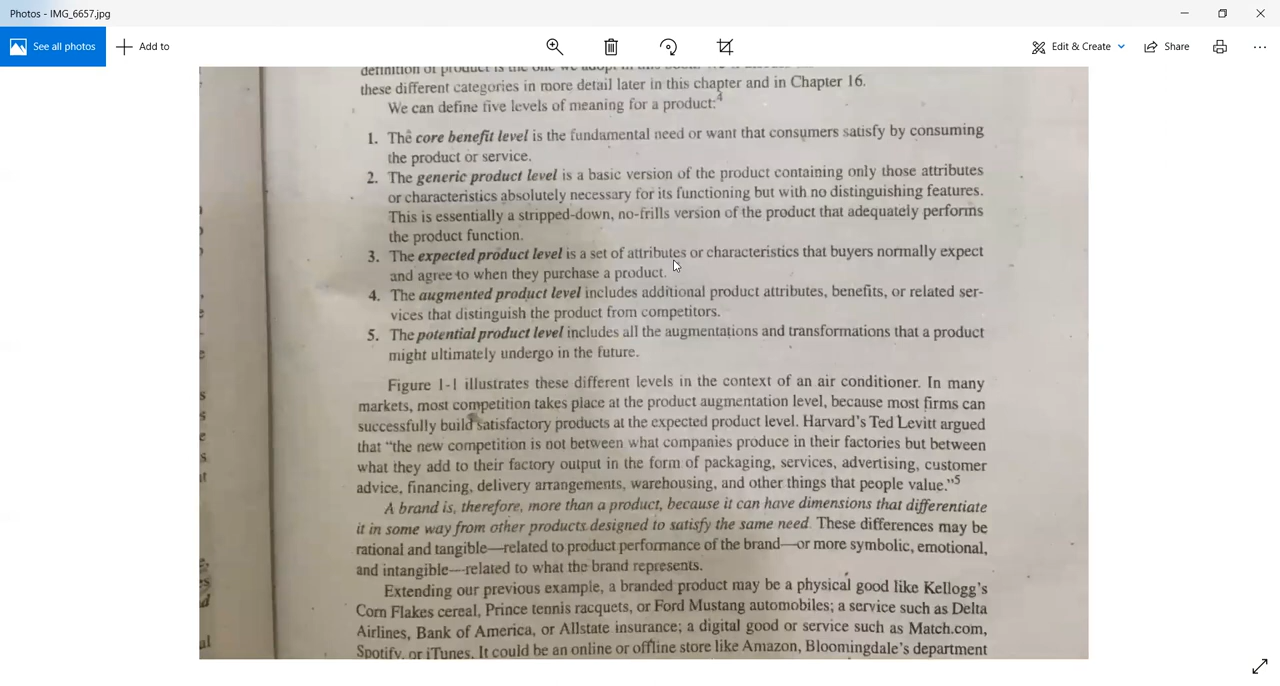 Photos - IMG_6657.jpg
See all photos
Add to
Edit & Create
Share
definition of product is the one we adopt in
these different categories in more detail later in this chapter and in Chapter 16.
We can define five levels of meaning for a product:4
1. The core benefit level is the fundamental need or want that consumers satisfy by consuming
the product or service.
2. The generic product level is a basic version of the product containing only those attributes
or characteristics absolutely necessary for its functioning but with no distinguishing features.
This is essentially a stripped-down, no-frills version of the product that adequately performs
the product function.
3. The expected product level is a set of attributes or characteristics that buyers normally expect
and agree to when they purchase a product.
4. The augmented product level includes additional product attributes, benefits, or related ser-
vices that distinguish the product from competitors.
5. The potential product level includes all the augmentations and transformations that a product
might ultimately undergo in the future.
Figure 1-1 illustrates these different levels in the context of an air conditioner. In many
markets, most competition takes place at the product augmentation level, because most firms can
successfully build satisfactory products at the expected product level. Harvard's Ted Levitt argued
that "the new competition is not between what companies produce in their factories but between
what they add to their factory output in the form of packaging, services, advertising, customer
advice, financing, delivery arrangements, warehousing, and other things that people value."5
A brand is, therefore, more than a product, because it can have dimensions that differentiate
it in some way from other products designed to satisfy the same need. These differences may be
rational and tangible—related to product performance of the brand—or more symbolic, emotional,
and intangible—related to what the brand represents.
Extending our previous example, a branded product may be a physical good like Kellogg's
Corn Flakes cereal, Prince tennis racquets, or Ford Mustang automobiles; a service such as Delta
Airlines, Bank of America, or Allstate insurance; a digital good or service such as Match.com,
Spotify, or iTunes. It could be an online or offline store like Amazon, Bloomingdale's department